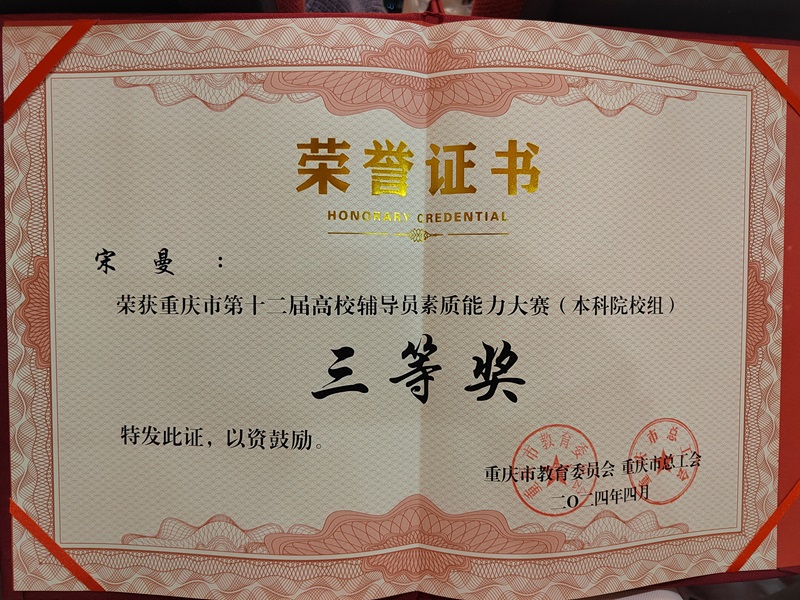 荣誉证书
HONORARY CREDENTIAL
宋 曼 :
荣获重庆市第十二届高校辅导员素质能力大赛（本科院校组）
三等奖
特发此证，以资鼓励。
重庆市教育委员会 重庆市总工会
二〇二四年四月